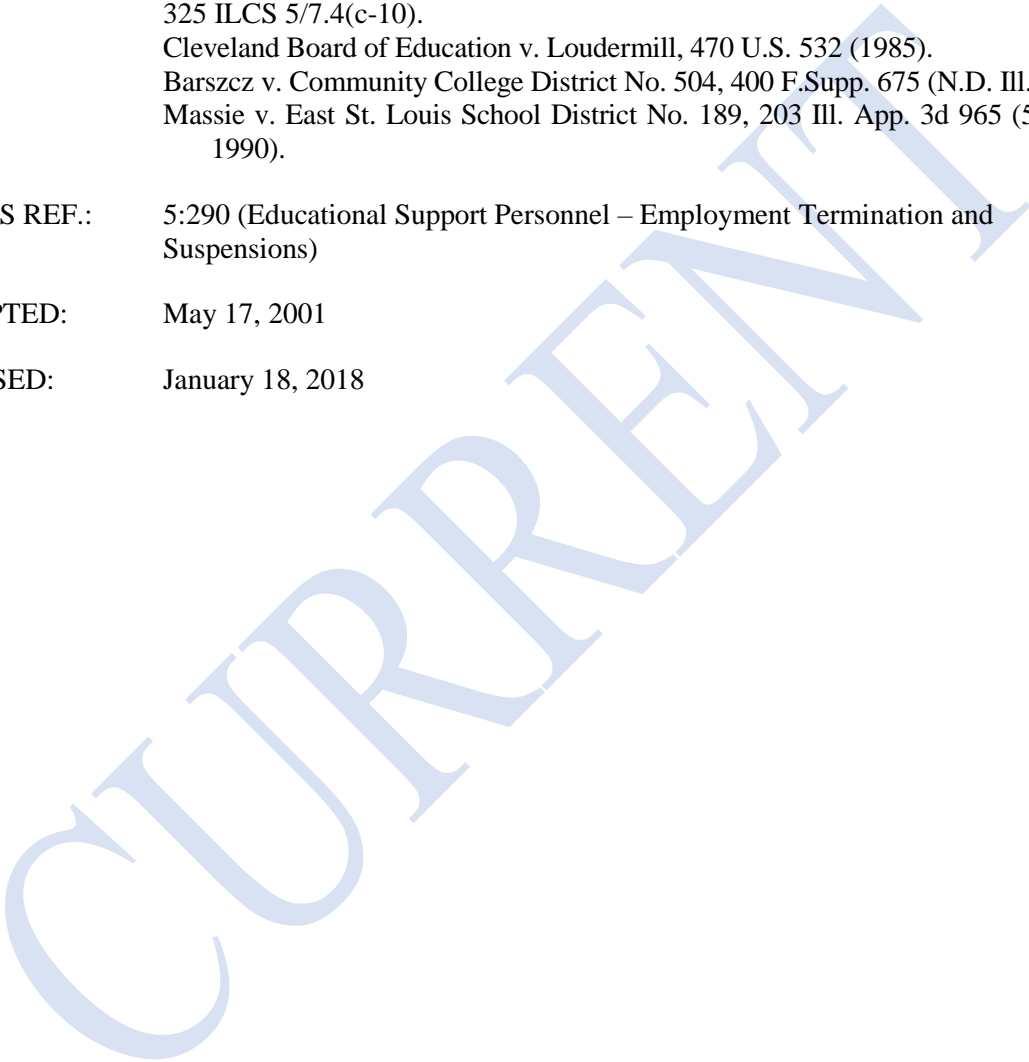 325 ILCS 5/7.4(c-10).
Cleveland Board of Education v. Loudermill, 470 U.S. 532 (1985).
Barszcz v. Community College District No. 504, 400 F.Supp. 675 (N.D. Ill.
Massie v. East St. Louis School District No. 189, 203 Ill. App. 3d 965 (5
1990).
S REF.: 5:290 (Educational Support Personnel – Employment Termination and
Suspensions)
PTED: May 17, 2001
SED: January 18, 2018
CURRENT